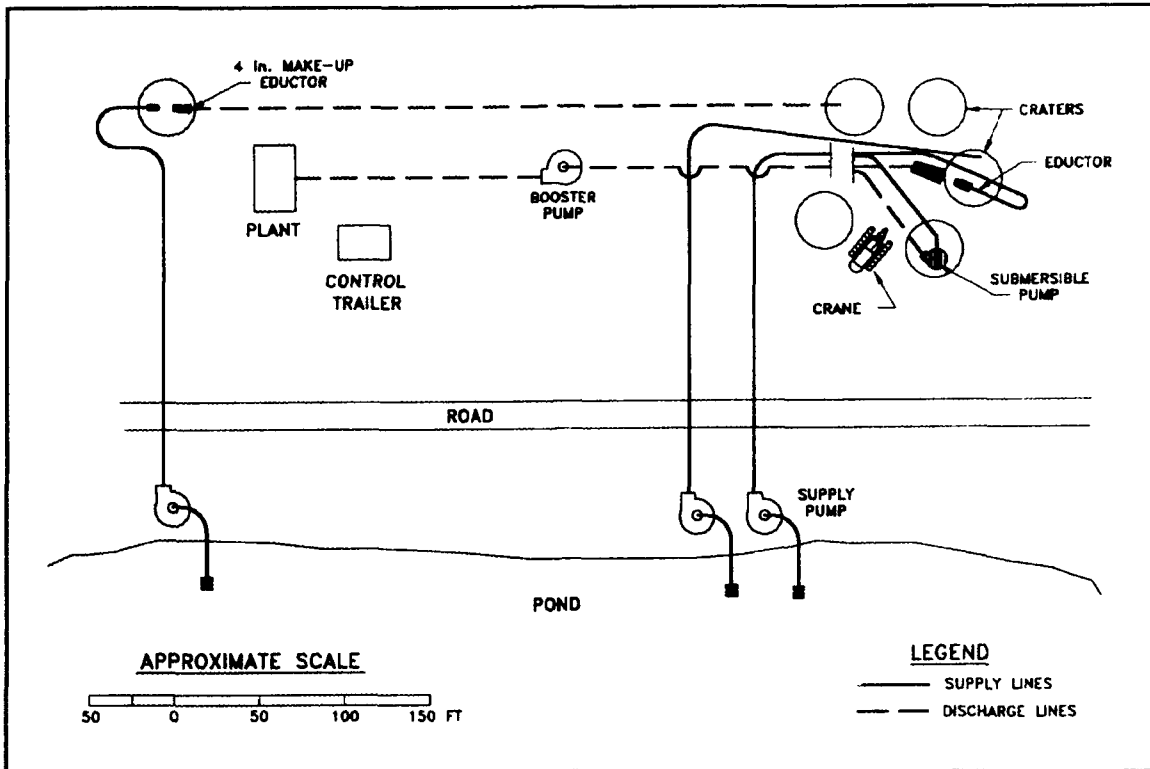 4 In. MAKE-UP
EDUCTOR
CRATERS
EDUCTOR
BOOSTER
PUMP
PLANT
CONTROL
TRAILER
SUBMERSIBLE
PUMP
CRANE
ROAD
SUPPLY
PUMP
POND
APPROXIMATE SCALE
50 0 50 100 150 FT
LEGEND
SUPPLY LINES
DISCHARGE LINES